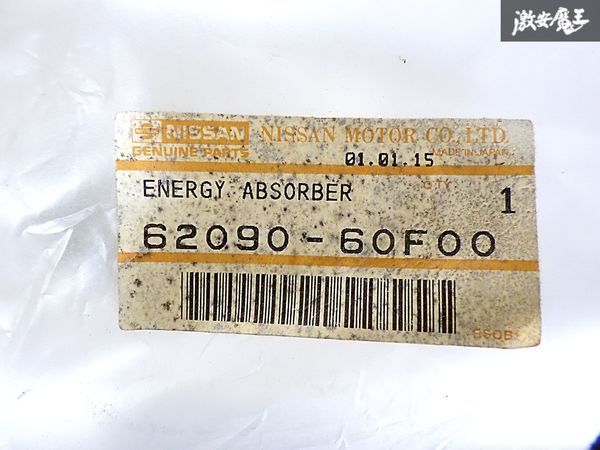 激安魔王
NISSAN NISSAN MOTOR CO., LTD.
GENUINE PARTS MADE IN JAPAN
01.01.15
ENERGY ABSORBER Q'TY 1
62090-60F00